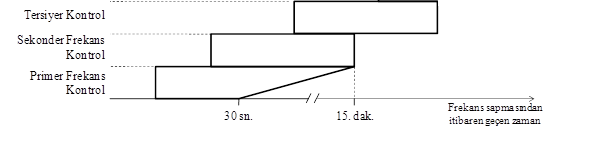 Tersiyer Kontrol
Sekonder Frekans
Kontrol
Primer Frekans
Kontrol
30 sn.
15. dak.
Frekans sapmasından
itibaren geçen zaman